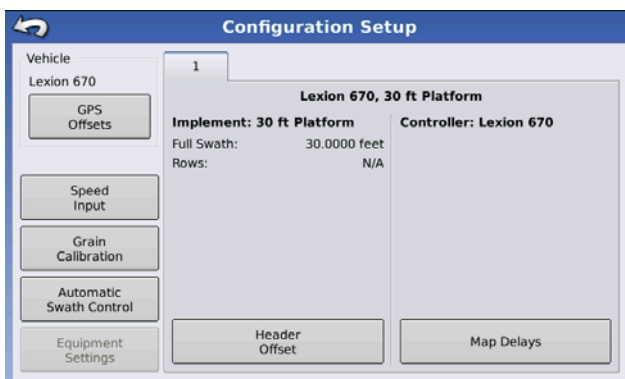 Configuration Setup
Vehicle
Lexion 670
GPS
Offsets
Speed
Input
Grain
Calibration
Automatic
Swath Control
Equipment
Settings
1
Lexion 670, 30 ft Platform
Implement: 30 ft Platform
Full Swath: 30.0000 feet
Rows: N/A
Header
Offset
Controller: Lexion 670
Map Delays